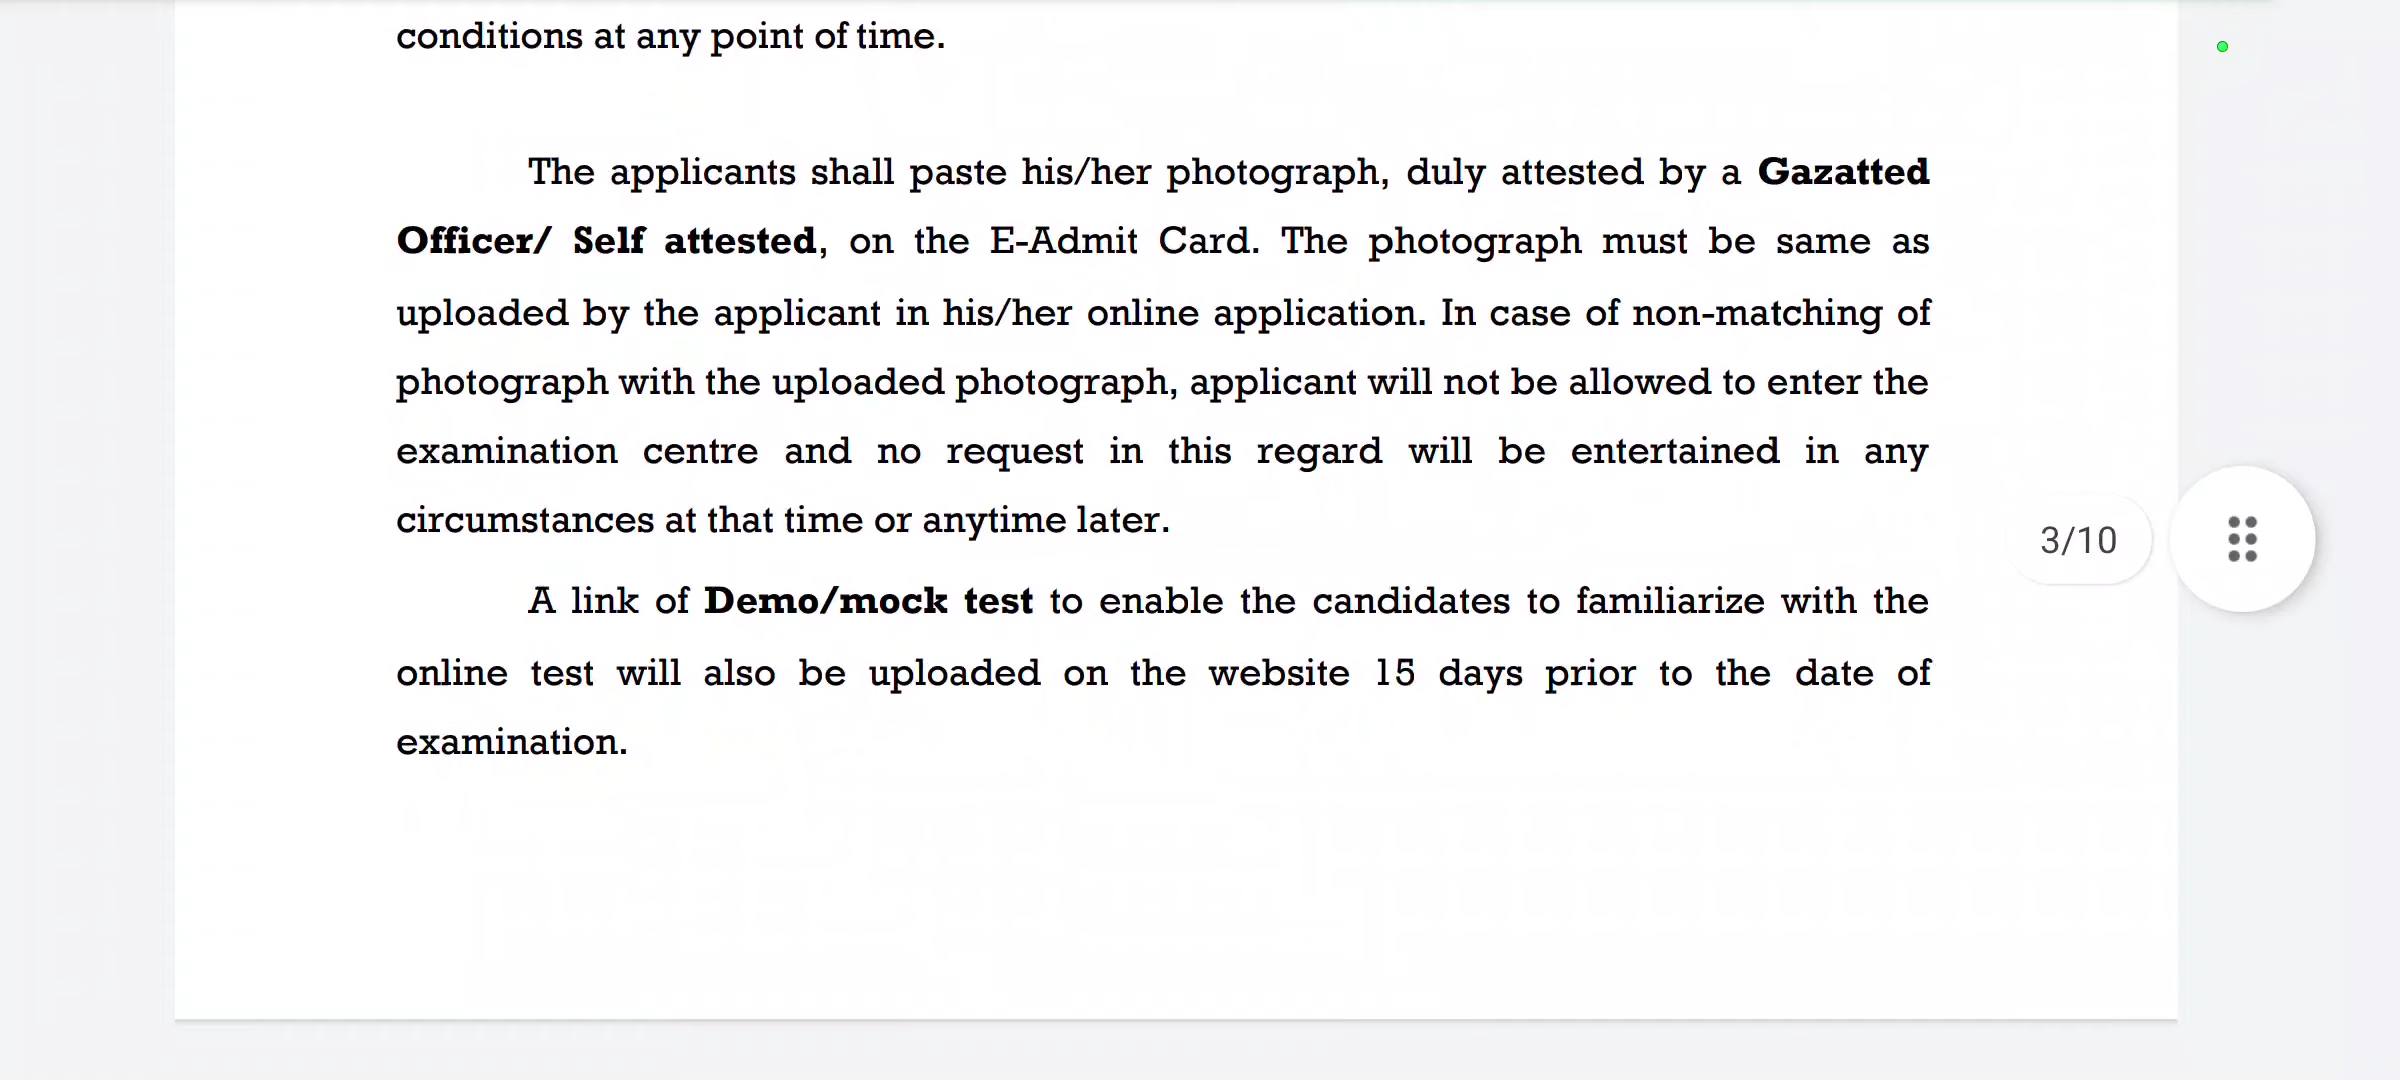 conditions at any point of time.
The applicants shall paste his/her photograph, duly attested by a Gazatted
Officer/ Self attested, on the E-Admit Card. The photograph must be same as
uploaded by the applicant in his/her online application. In case of non-matching of
photograph with the uploaded photograph, applicant will not be allowed to enter the
examination centre and no request in this regard will be entertained in any
circumstances at that time or anytime later.
3/10
A link of Demo/mock test to enable the candidates to familiarize with the
online test will also be uploaded on the website 15 days prior to the date of
examination.